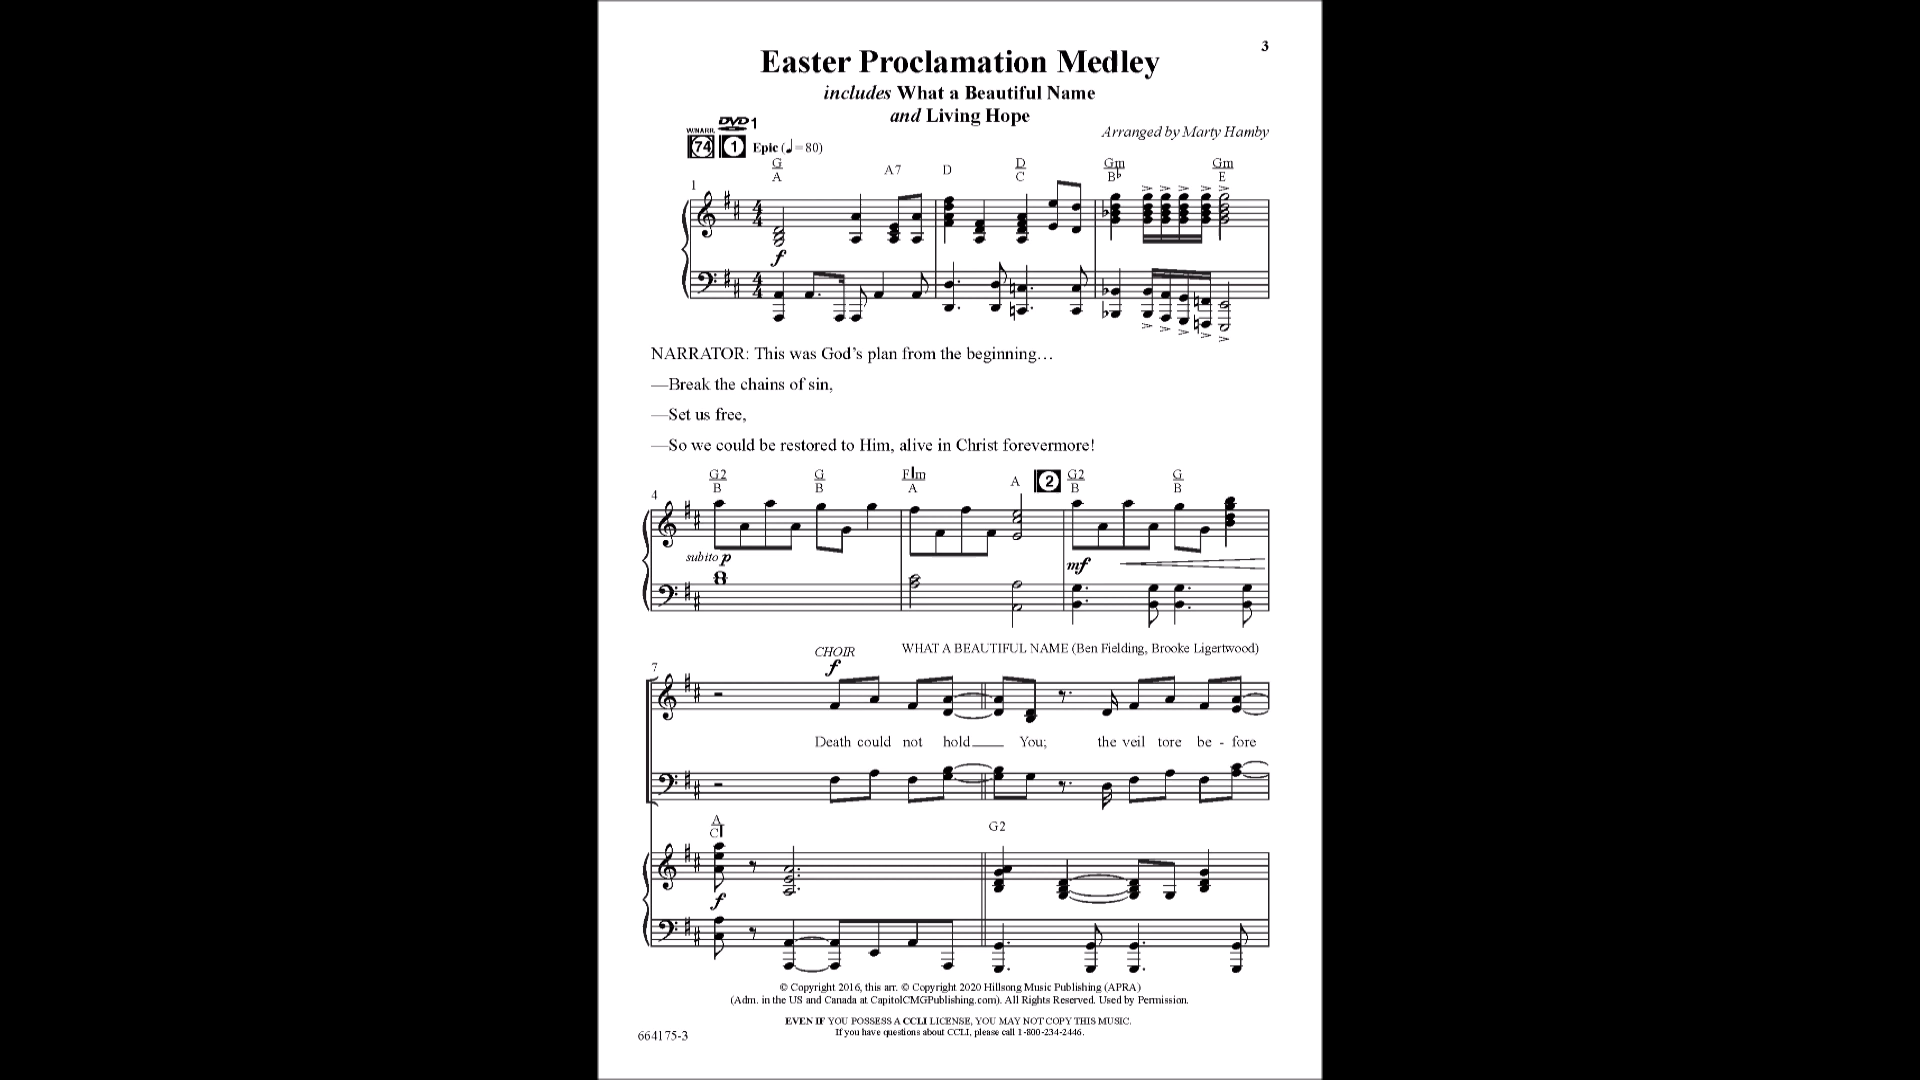 3
Easter Proclamation Medley
includes What a Beautiful Name
and Living Hope
Arranged by Marty Hamby
W/NARR. DVD 1
74 1 Epic (♩=80)
G/A A7 D D/C Gm/B♭ Gm/E
1
f
NARRATOR: This was God’s plan from the beginning…
—Break the chains of sin,
—Set us free,
—So we could be restored to Him, alive in Christ forevermore!
G2/B G/B F♯m/A A 2 G2/B G/B
4
subito p mf
CHOIR WHAT A BEAUTIFUL NAME (Ben Fielding, Brooke Ligertwood)
7 f
Death could not hold You; the veil tore be - fore
A/C♯ G2
f
© Copyright 2016, this arr. © Copyright 2020 Hillsong Music Publishing (APRA)
(Adm. in the US and Canada at CapitolCMGPublishing.com). All Rights Reserved. Used by Permission.
EVEN IF YOU POSSESS A CCLI LICENSE, YOU MAY NOT COPY THIS MUSIC.
If you have questions about CCLI, please call 1-800-234-2446.
664175-3